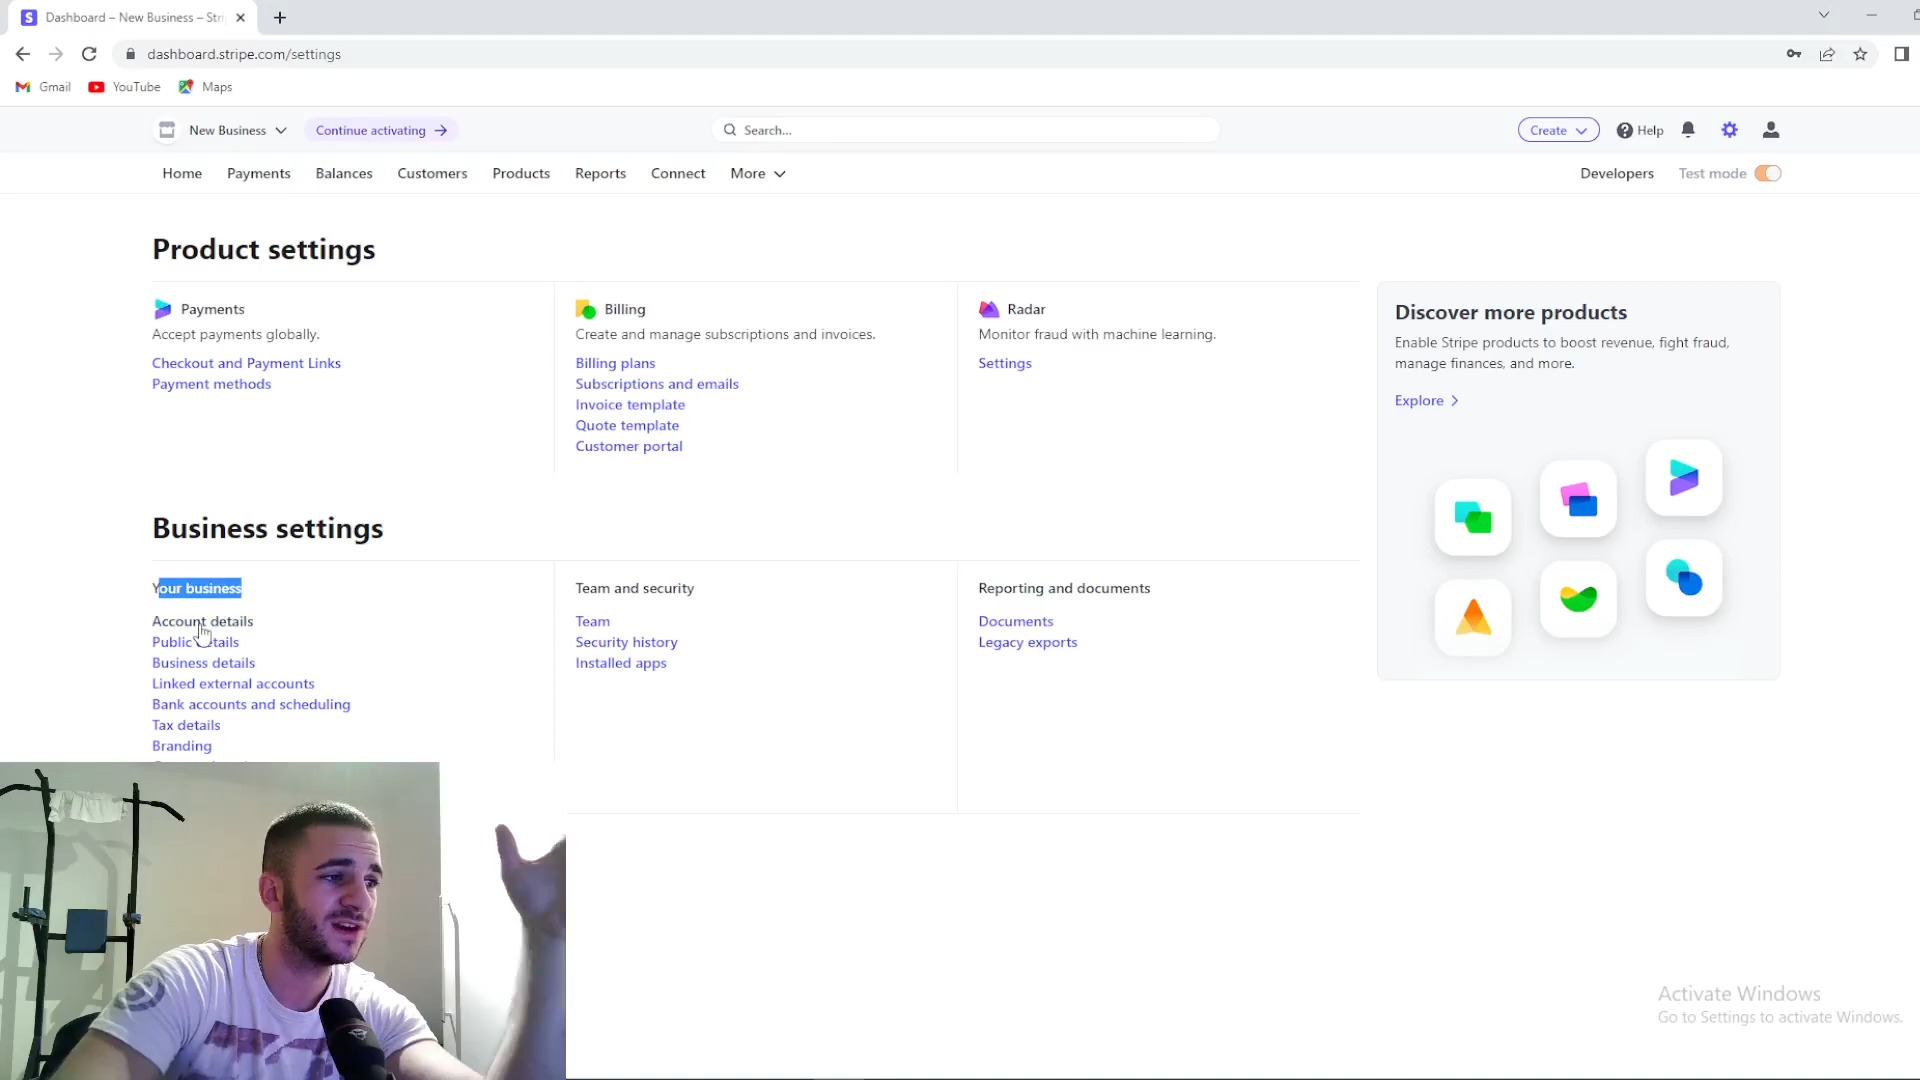 Dashboard – New Business – Stri
dashboard.stripe.com/settings
Gmail
YouTube
Maps
New Business
Continue activating →
Search...
Create
Help
Home
Payments
Balances
Customers
Products
Reports
Connect
More
Developers
Test mode
Product settings
Payments
Accept payments globally.
Checkout and Payment Links
Payment methods
Billing
Create and manage subscriptions and invoices.
Billing plans
Subscriptions and emails
Invoice template
Quote template
Customer portal
Radar
Monitor fraud with machine learning.
Settings
Discover more products
Enable Stripe products to boost revenue, fight fraud,
manage finances, and more.
Explore
Business settings
Your business
Account details
Public details
Business details
Linked external accounts
Bank accounts and scheduling
Tax details
Branding
Team and security
Team
Security history
Installed apps
Reporting and documents
Documents
Legacy exports
Activate Windows
Go to Settings to activate Windows.